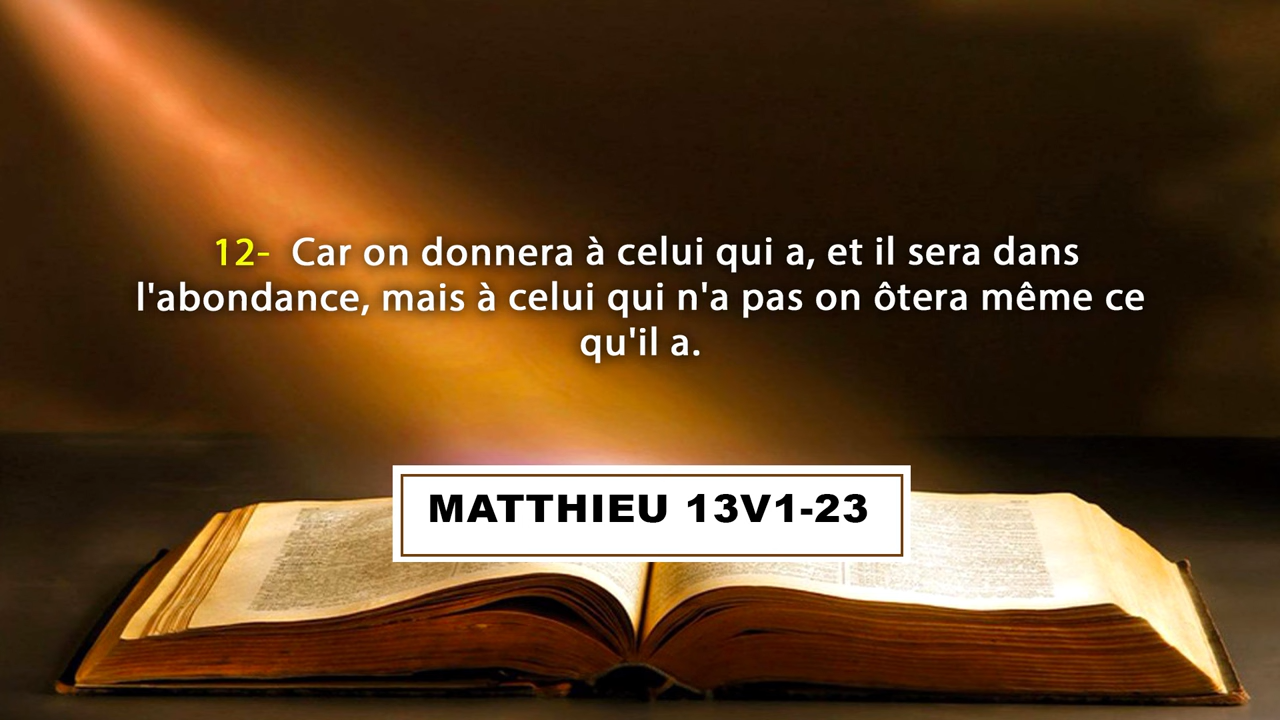 12- Car on donnera à celui qui a, et il sera dans
l'abondance, mais à celui qui n'a pas on ôtera même ce
qu'il a.
MATTHIEU 13V1-23